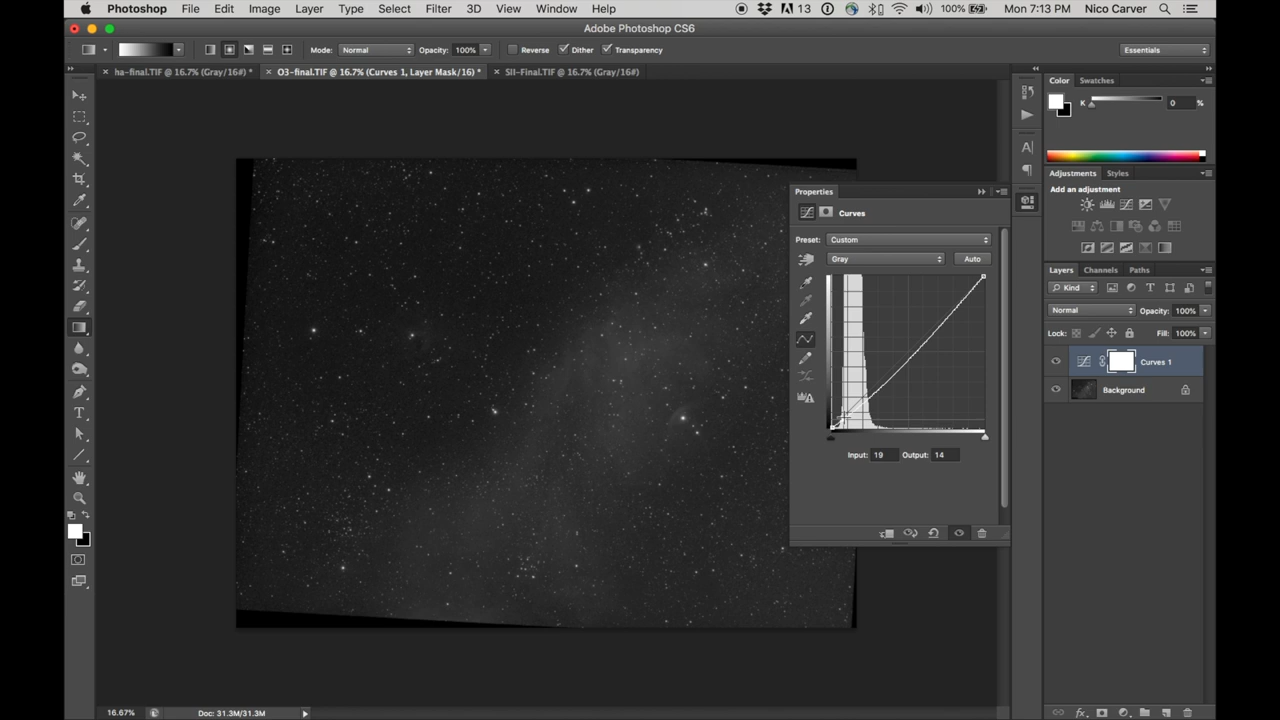 Photoshop File Edit Image Layer Type Select Filter 3D View Window Help 13 100% Mon 7:13 PM Nico Carver
Adobe Photoshop CS6
Mode: Normal Opacity: 100% Reverse Dither Transparency Essentials
ha-final.TIF @ 16.7% (Gray/16#) * O3-final.TIF @ 16.7% (Curves 1, Layer Mask/16) * SII-Final.TIF @ 16.7% (Gray/16#)
Color Swatches
K 0 %
Adjustments Styles
Add an adjustment
Properties
Curves
Preset: Custom
Gray Auto
Input: 19 Output: 14
Layers Channels Paths
Kind
Normal Opacity: 100%
Lock: Fill: 100%
Curves 1
Background
16.67% Doc: 31.3M/31.3M